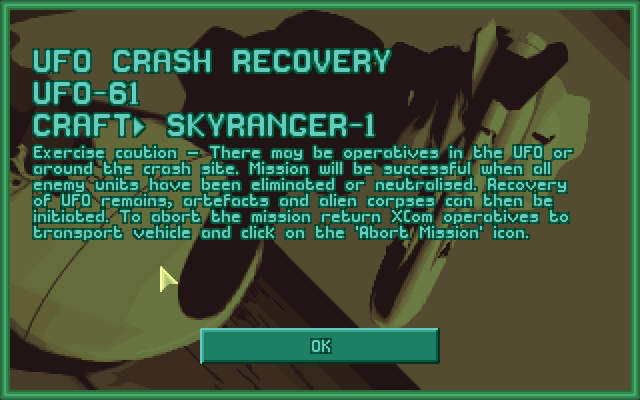 UFO CRASH RECOVERY
UFO-61
CRAFT> SKYRANGER-1
Exercise caution - There may be operatives in the UFO or
around the crash site. Mission will be successful when all
enemy units have been eliminated or neutralised. Recovery
of UFO remains, artefacts and alien corpses can then be
initiated. To abort the mission return XCom operatives to
transport vehicle and click on the 'Abort Mission' icon.
OK